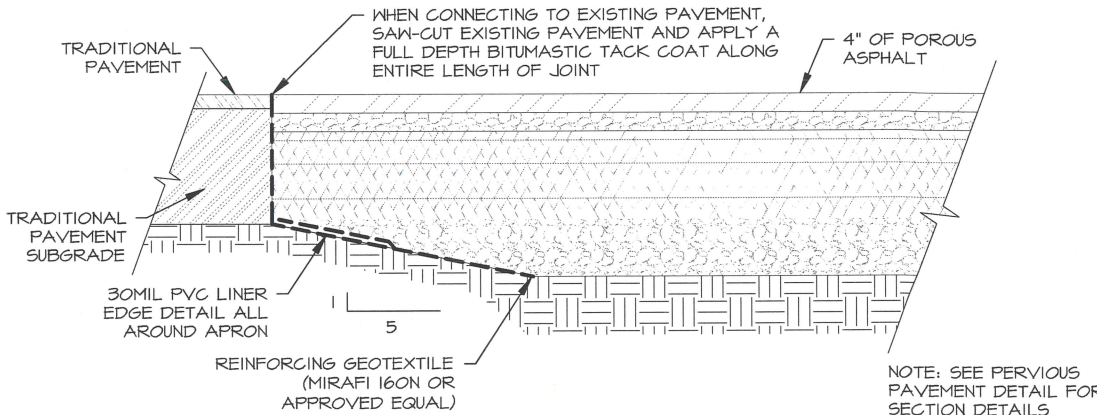 WHEN CONNECTING TO EXISTING PAVEMENT,
SAW-CUT EXISTING PAVEMENT AND APPLY A
FULL DEPTH BITUMASTIC TACK COAT ALONG
ENTIRE LENGTH OF JOINT
TRADITIONAL
PAVEMENT
4" OF POROUS
ASPHALT
TRADITIONAL
PAVEMENT
SUBGRADE
30MIL PVC LINER
EDGE DETAIL ALL
AROUND APRON
1
5
REINFORCING GEOTEXTILE
(MIRAFI 160N OR
APPROVED EQUAL)
NOTE: SEE PERVIOUS
PAVEMENT DETAIL FOR
SECTION DETAILS